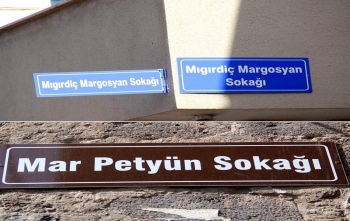 Mıgırdiç Margosyan Sokağı
Mıgırdiç Margosyan
Sokağı
Mar Petyün Sokağı